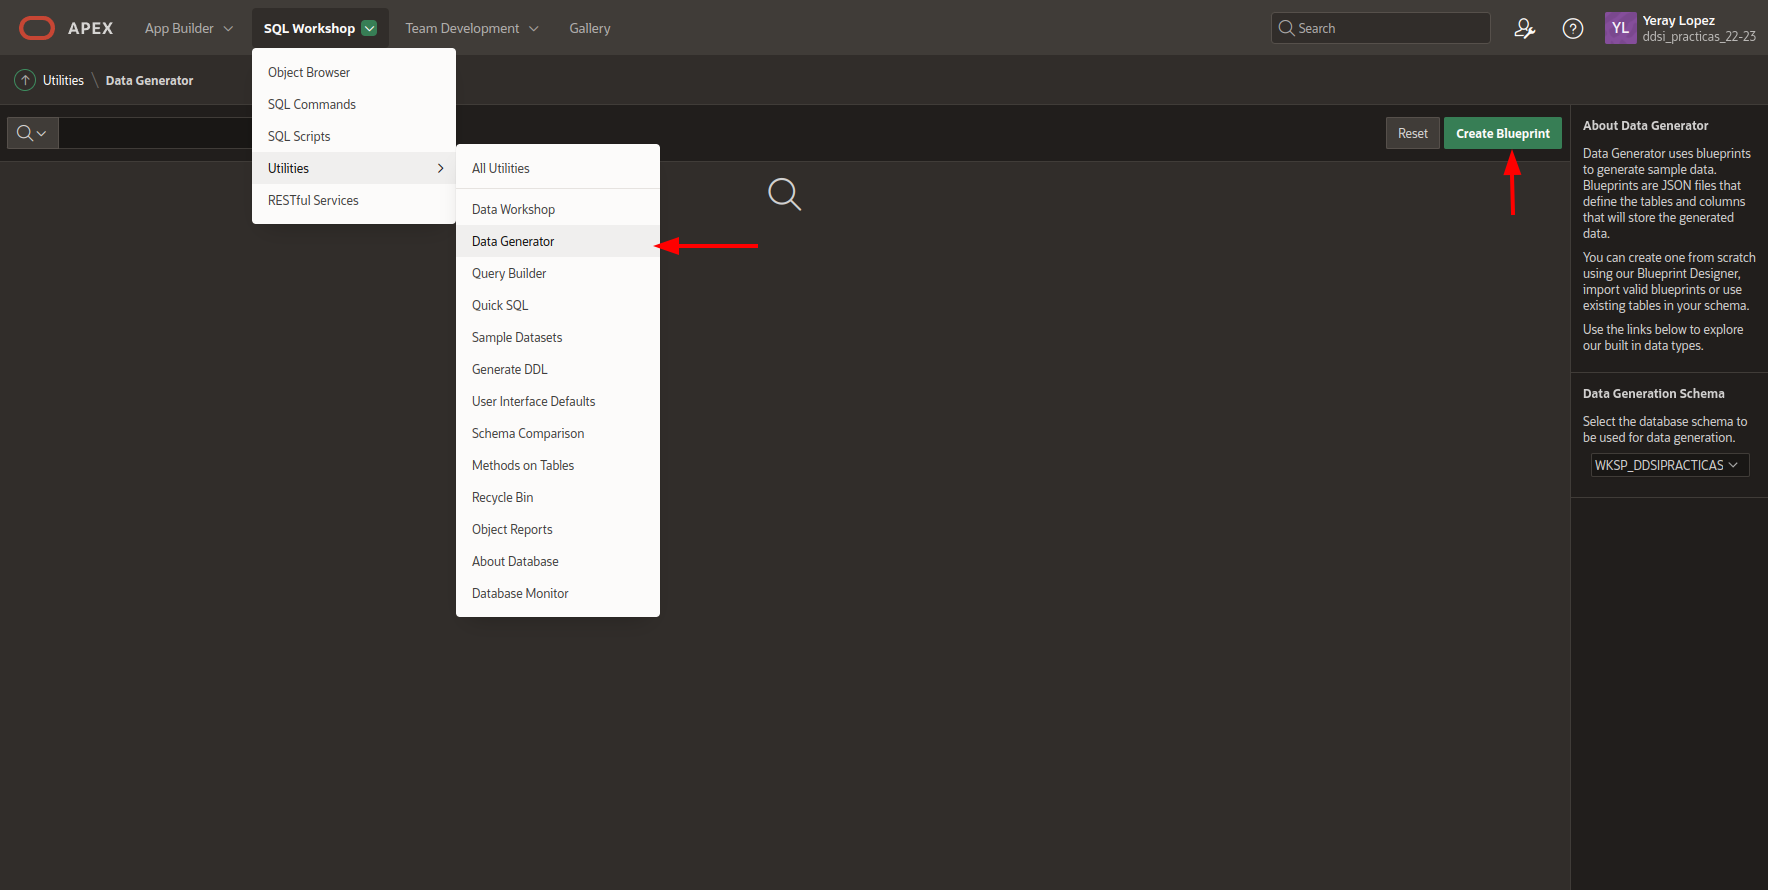 APEX
App Builder
SQL Workshop
Team Development
Gallery
Search
YL
Yeray Lopez
ddsi_practicas_22-23
Utilities \ Data Generator
Object Browser
SQL Commands
SQL Scripts
Utilities
RESTful Services
All Utilities
Data Workshop
Data Generator
Query Builder
Quick SQL
Sample Datasets
Generate DDL
User Interface Defaults
Schema Comparison
Methods on Tables
Recycle Bin
Object Reports
About Database
Database Monitor
Reset
Create Blueprint
About Data Generator
Data Generator uses blueprints
to generate sample data.
Blueprints are JSON files that
define the tables and columns
that will store the generated
data.
You can create one from scratch
using our Blueprint Designer,
import valid blueprints or use
existing tables in your schema.
Use the links below to explore
our built in data types.
Data Generation Schema
Select the database schema to
be used for data generation.
WKSP_DDSIPRACTICAS